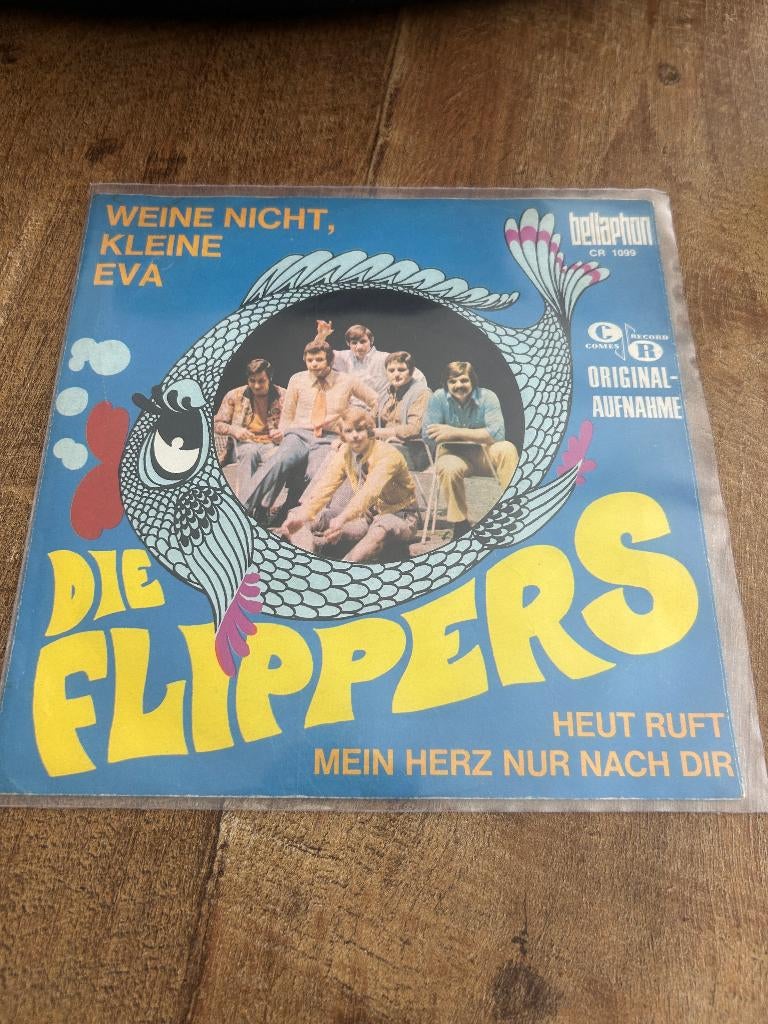 WEINE NICHT,
KLEINE
EVA
bellaphon
CR 1099
C R
COMES RECORD
ORIGINAL-
AUFNAHME
DIE
FLIPPERS
HEUT RUFT
MEIN HERZ NUR NACH DIR